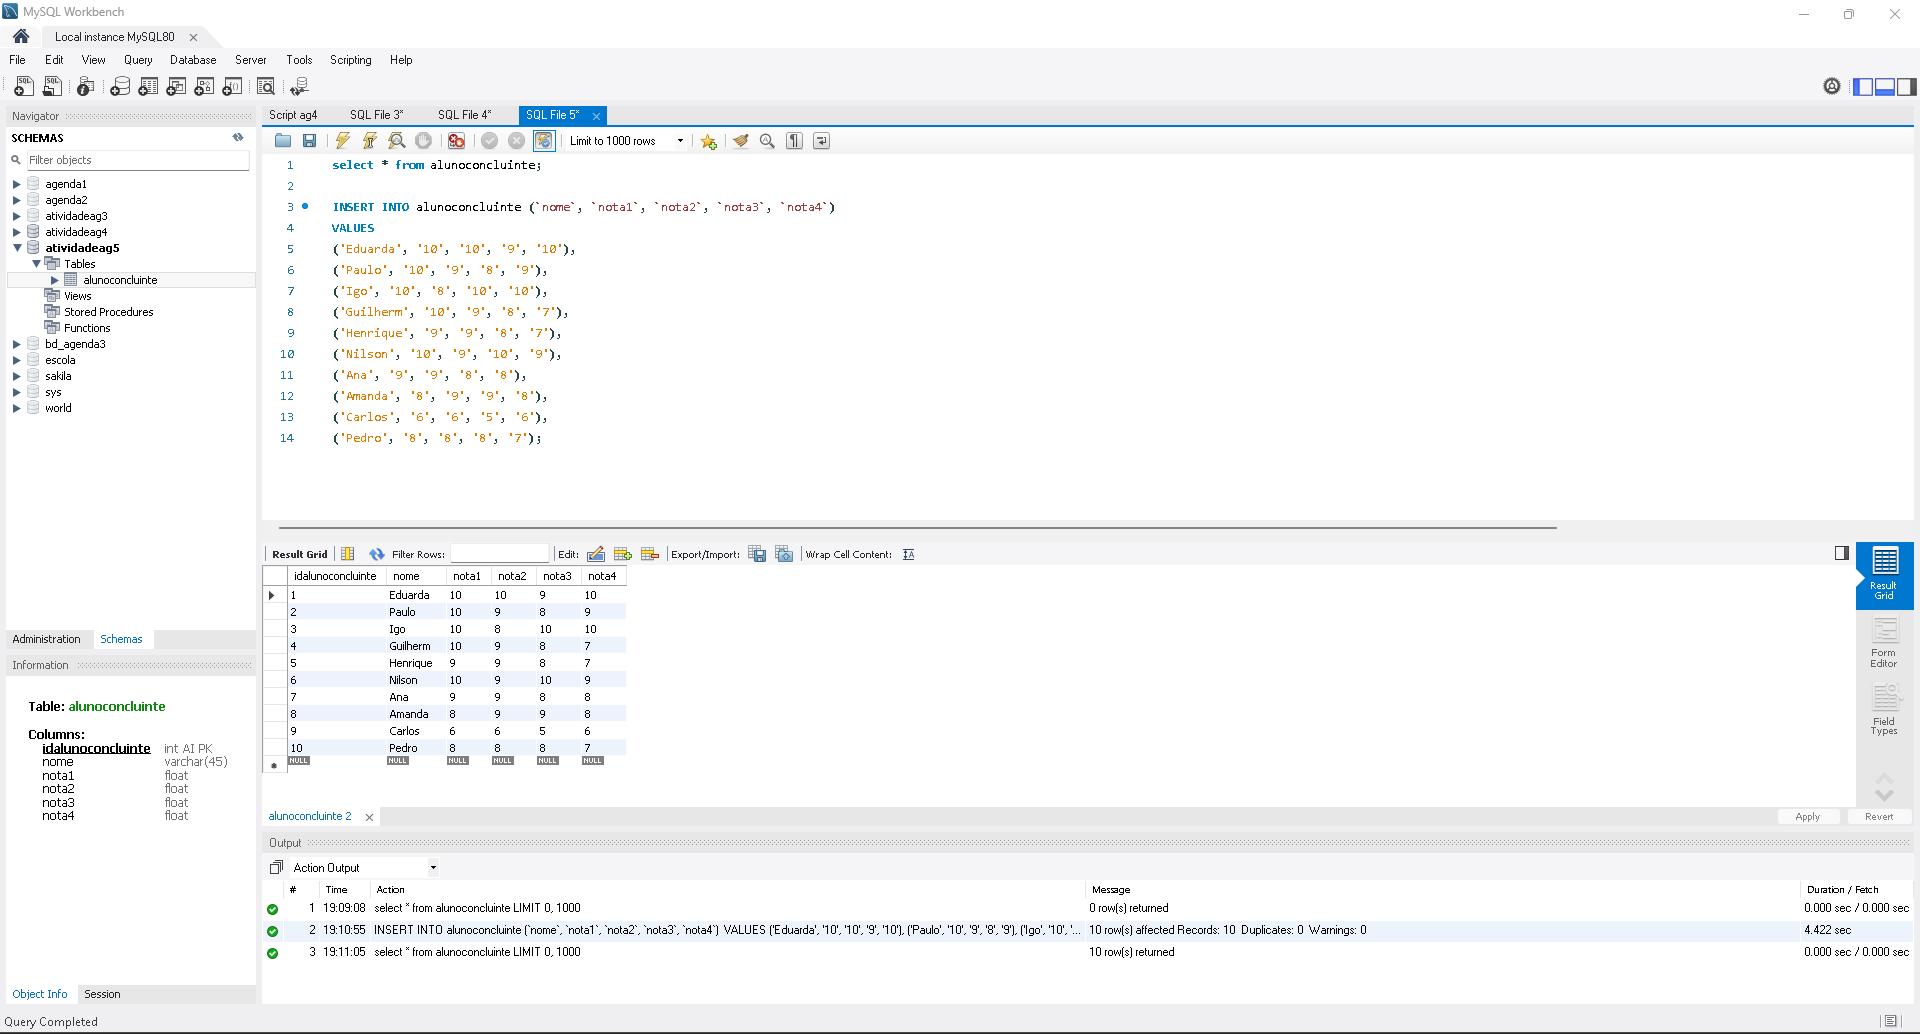 MySQL Workbench
Local instance MySQL80
File Edit View Query Database Server Tools Scripting Help
Navigator
SCHEMAS
Filter objects
agenda1
agenda2
atividadeag3
atividadeag4
atividadeag5
Tables
alunoconcluinte
Views
Stored Procedures
Functions
bd_agenda3
escola
sakila
sys
world
Administration Schemas
Information
Table: alunoconcluinte
Columns:
idalunoconcluinte int AI PK
nome varchar(45)
nota1 float
nota2 float
nota3 float
nota4 float
Object Info Session
Query Completed
Script ag4 SQL File 3* SQL File 4* SQL File 5*
Limit to 1000 rows
1 select * from alunoconcluinte;
2
3 INSERT INTO alunoconcluinte (`nome`, `nota1`, `nota2`, `nota3`, `nota4`)
4 VALUES
5 ('Eduarda', '10', '10', '9', '10'),
6 ('Paulo', '10', '9', '8', '9'),
7 ('Igo', '10', '8', '10', '10'),
8 ('Guilherm', '10', '9', '8', '7'),
9 ('Henrique', '9', '9', '8', '7'),
10 ('Nilson', '10', '9', '10', '9'),
11 ('Ana', '9', '9', '8', '8'),
12 ('Amanda', '8', '9', '9', '8'),
13 ('Carlos', '6', '6', '5', '6'),
14 ('Pedro', '8', '8', '8', '7');
Result Grid Filter Rows: Edit: Export/Import: Wrap Cell Content:
idalunoconcluinte nome nota1 nota2 nota3 nota4
1 Eduarda 10 10 9 10
2 Paulo 10 9 8 9
3 Igo 10 8 10 10
4 Guilherm 10 9 8 7
5 Henrique 9 9 8 7
6 Nilson 10 9 10 9
7 Ana 9 9 8 8
8 Amanda 8 9 9 8
9 Carlos 6 6 5 6
10 Pedro 8 8 8 7
NULL NULL NULL NULL NULL NULL
Result
Grid
Form
Editor
Field
Types
alunoconcluinte 2
Apply Revert
Output
Action Output
# Time Action Message Duration / Fetch
1 19:09:08 select * from alunoconcluinte LIMIT 0, 1000 0 row(s) returned 0.000 sec / 0.000 sec
2 19:10:55 INSERT INTO alunoconcluinte (`nome`, `nota1`, `nota2`, `nota3`, `nota4`) VALUES ('Eduarda', '10', '10', '9', '10'), ('Paulo', '10', '9', '8', '9'), ('Igo', '10', '... 10 row(s) affected Records: 10 Duplicates: 0 Warnings: 0 4.422 sec
3 19:11:05 select * from alunoconcluinte LIMIT 0, 1000 10 row(s) returned 0.000 sec / 0.000 sec